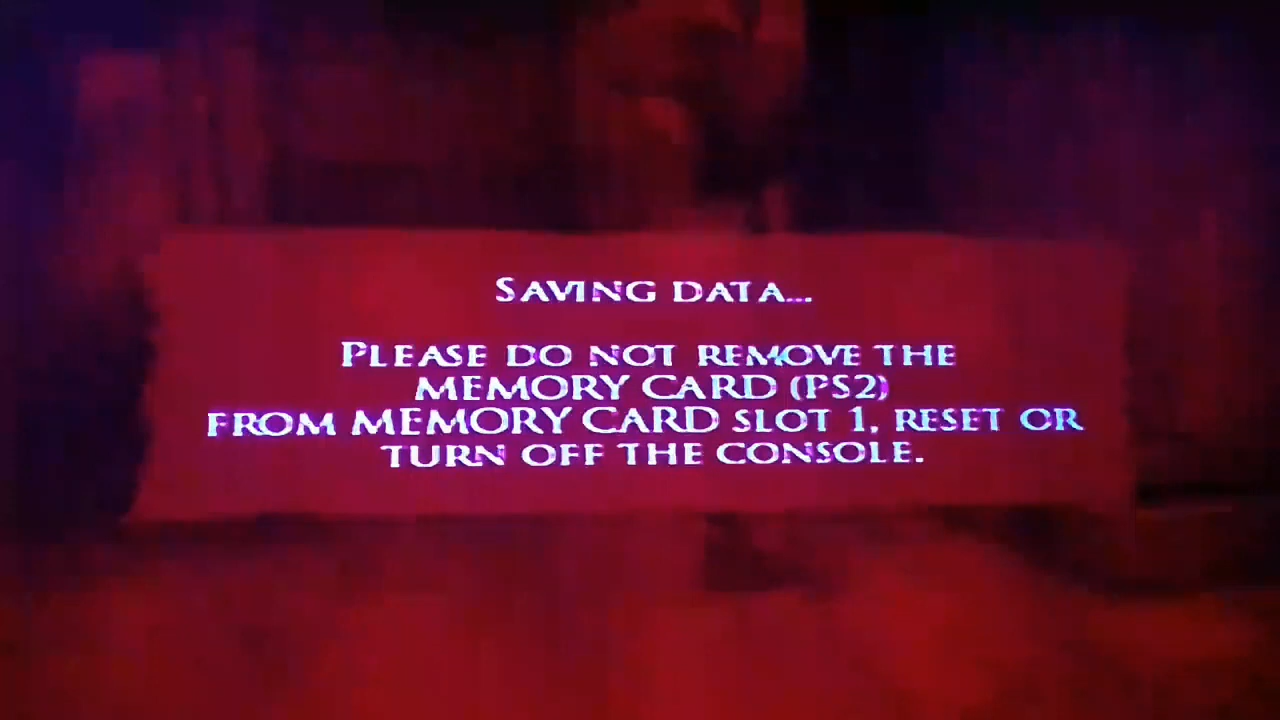 Saving data...
Please do not remove the
MEMORY CARD (PS2)
from MEMORY CARD slot 1, reset or
turn off the console.